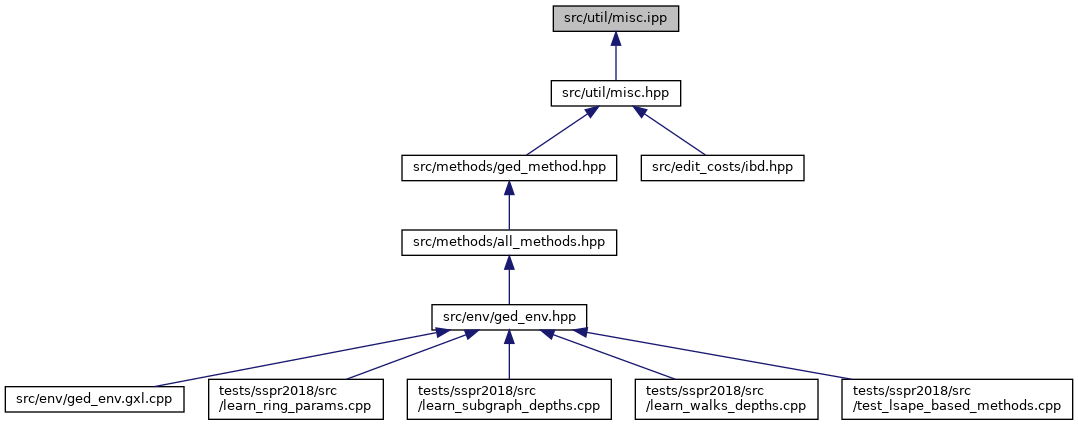 src/util/misc.ipp
src/util/misc.hpp
src/methods/ged_method.hpp
src/edit_costs/ibd.hpp
src/methods/all_methods.hpp
src/env/ged_env.hpp
src/env/ged_env.gxl.cpp
tests/sspr2018/src
/learn_ring_params.cpp
tests/sspr2018/src
/learn_subgraph_depths.cpp
tests/sspr2018/src
/learn_walks_depths.cpp
tests/sspr2018/src
/test_lsape_based_methods.cpp